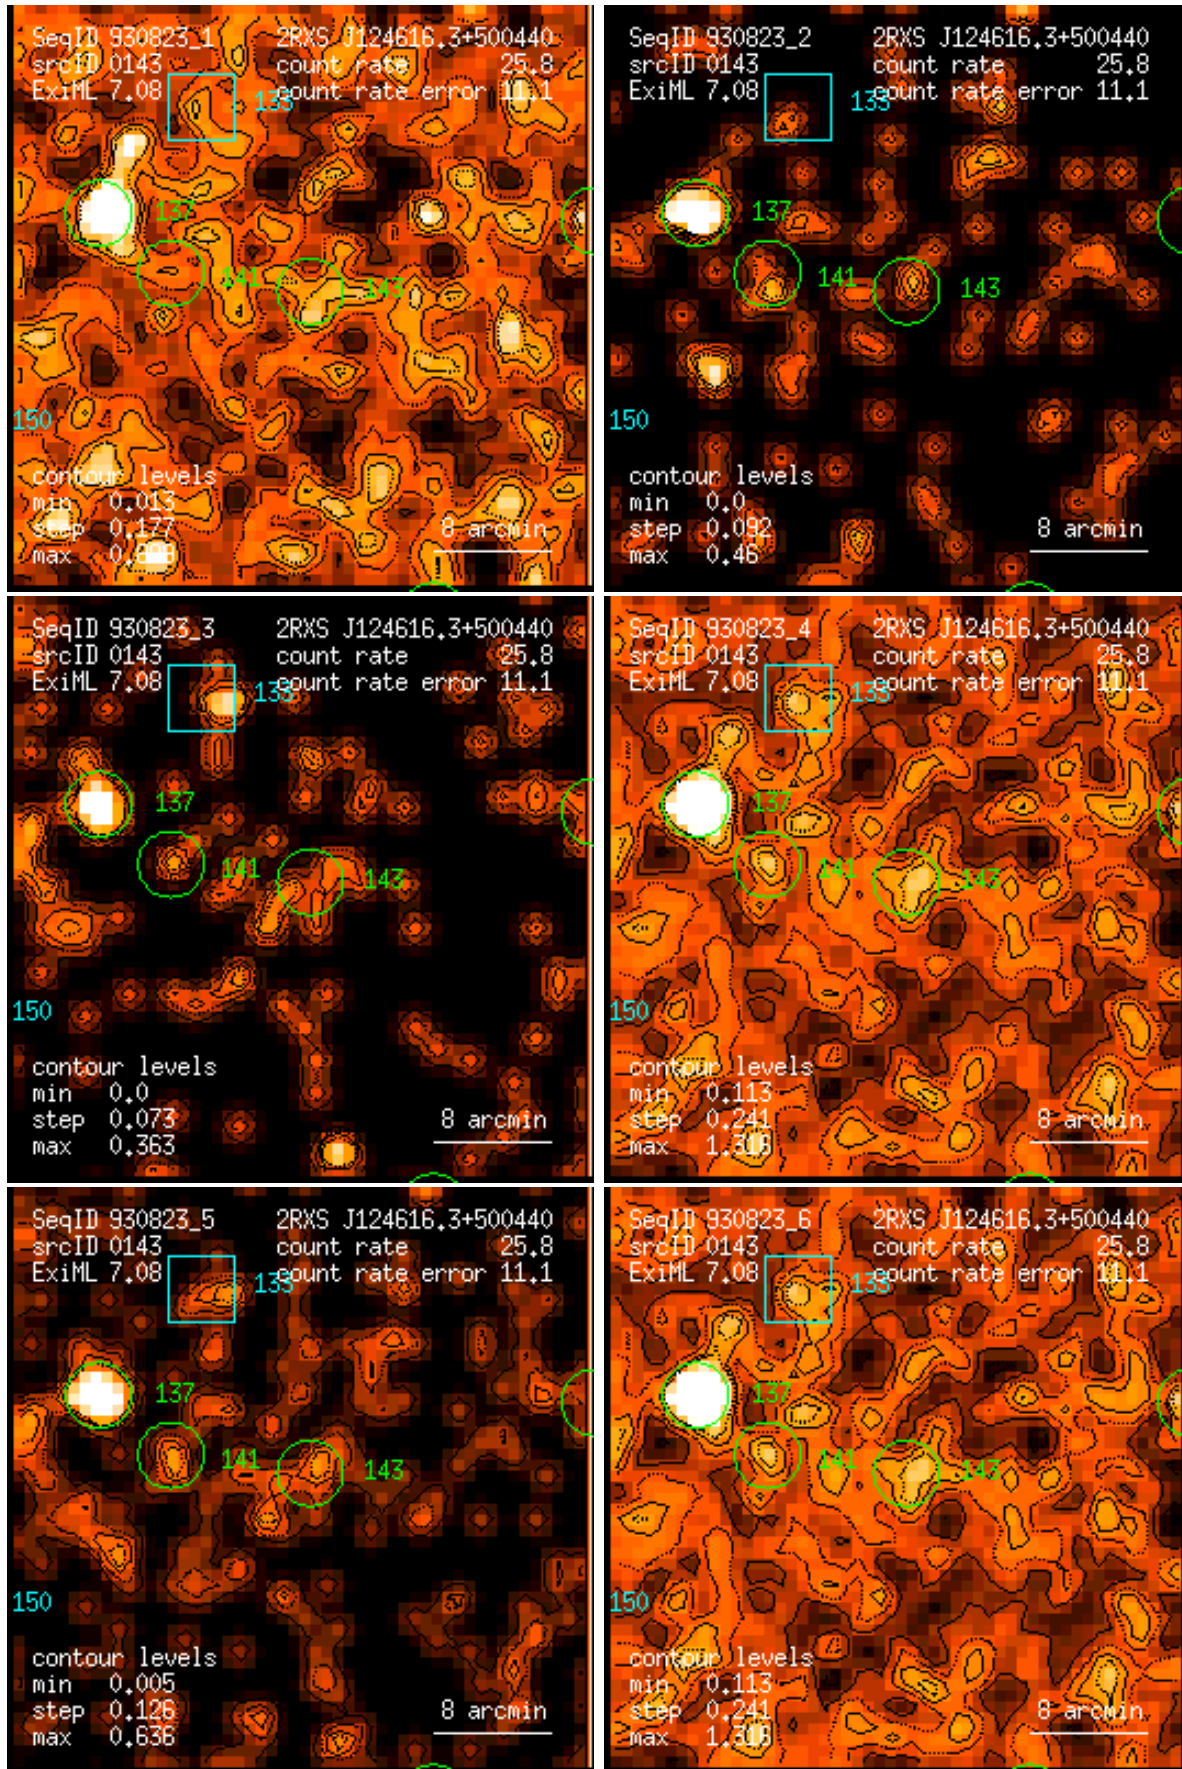 SeqID 930823_1 2RXS J124616.3+500440
srcID 0143 count rate 25.8
ExiML 7.08 count rate error 11.1
133
137
141
143
150
contour levels
min 0.013
step 0.177
max
8 arcmin
SeqID 930823_2 2RXS J124616.3+500440
srcID 0143 count rate 25.8
ExiML 7.08 count rate error 11.1
133
137
141
143
150
contour levels
min 0.0
step 0.092
max 0.46
8 arcmin
SeqID 930823_3 2RXS J124616.3+500440
srcID 0143 count rate 25.8
ExiML 7.08 count rate error 11.1
133
137
141
143
150
contour levels
min 0.0
step 0.073
max 0.363
8 arcmin
SeqID 930823_4 2RXS J124616.3+500440
srcID 0143 count rate 25.8
ExiML 7.08 count rate error 11.1
133
137
141
143
150
contour levels
min 0.113
step 0.241
max 1.316
8 arcmin
SeqID 930823_5 2RXS J124616.3+500440
srcID 0143 count rate 25.8
ExiML 7.08 count rate error 11.1
133
137
141
143
150
contour levels
min 0.005
step 0.126
max 0.636
8 arcmin
SeqID 930823_6 2RXS J124616.3+500440
srcID 0143 count rate 25.8
ExiML 7.08 count rate error 11.1
133
137
141
143
150
contour levels
min 0.113
step 0.241
max 1.316
8 arcmin